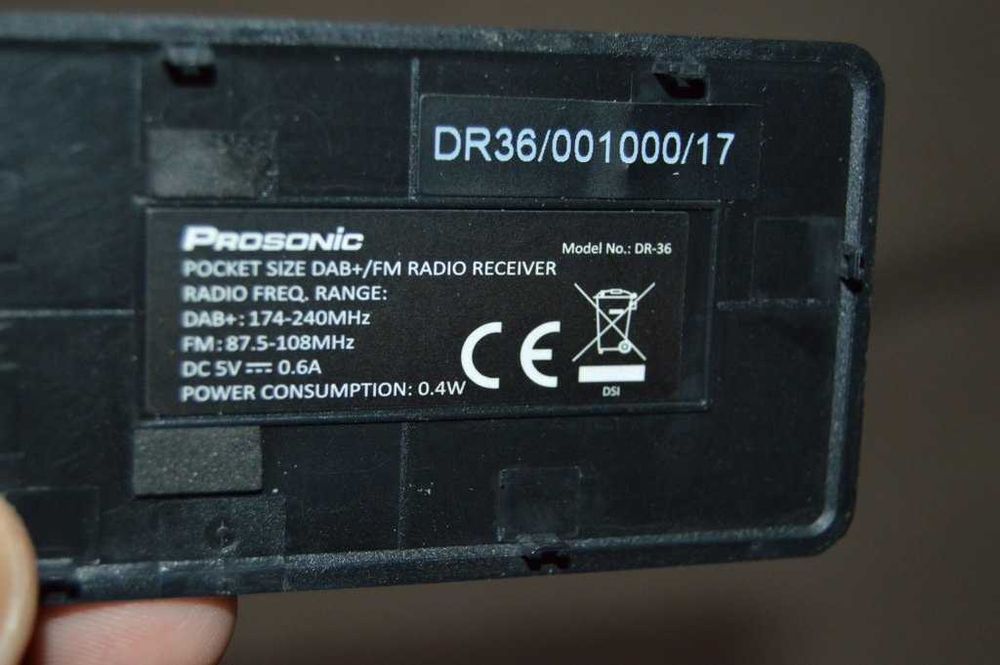 DR36/001000/17
PROSONIC
Model No.: DR-36
POCKET SIZE DAB+/FM RADIO RECEIVER
RADIO FREQ. RANGE:
DAB+: 174-240MHz
FM: 87.5-108MHz
DC 5V ⎓ 0.6A
POWER CONSUMPTION: 0.4W
CE
DSI